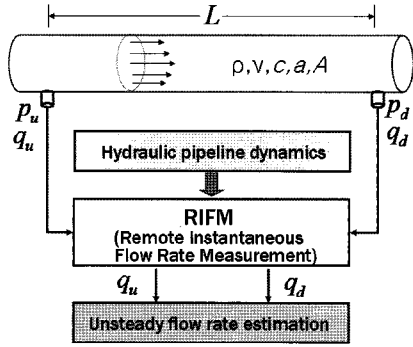 L
ρ,ν,c,a,A
p_u
q_u
p_d
q_d
Hydraulic pipeline dynamics
RIFM
(Remote instantaneous
Flow Rate Measurement)
q_u
q_d
Unsteady flow rate estimation